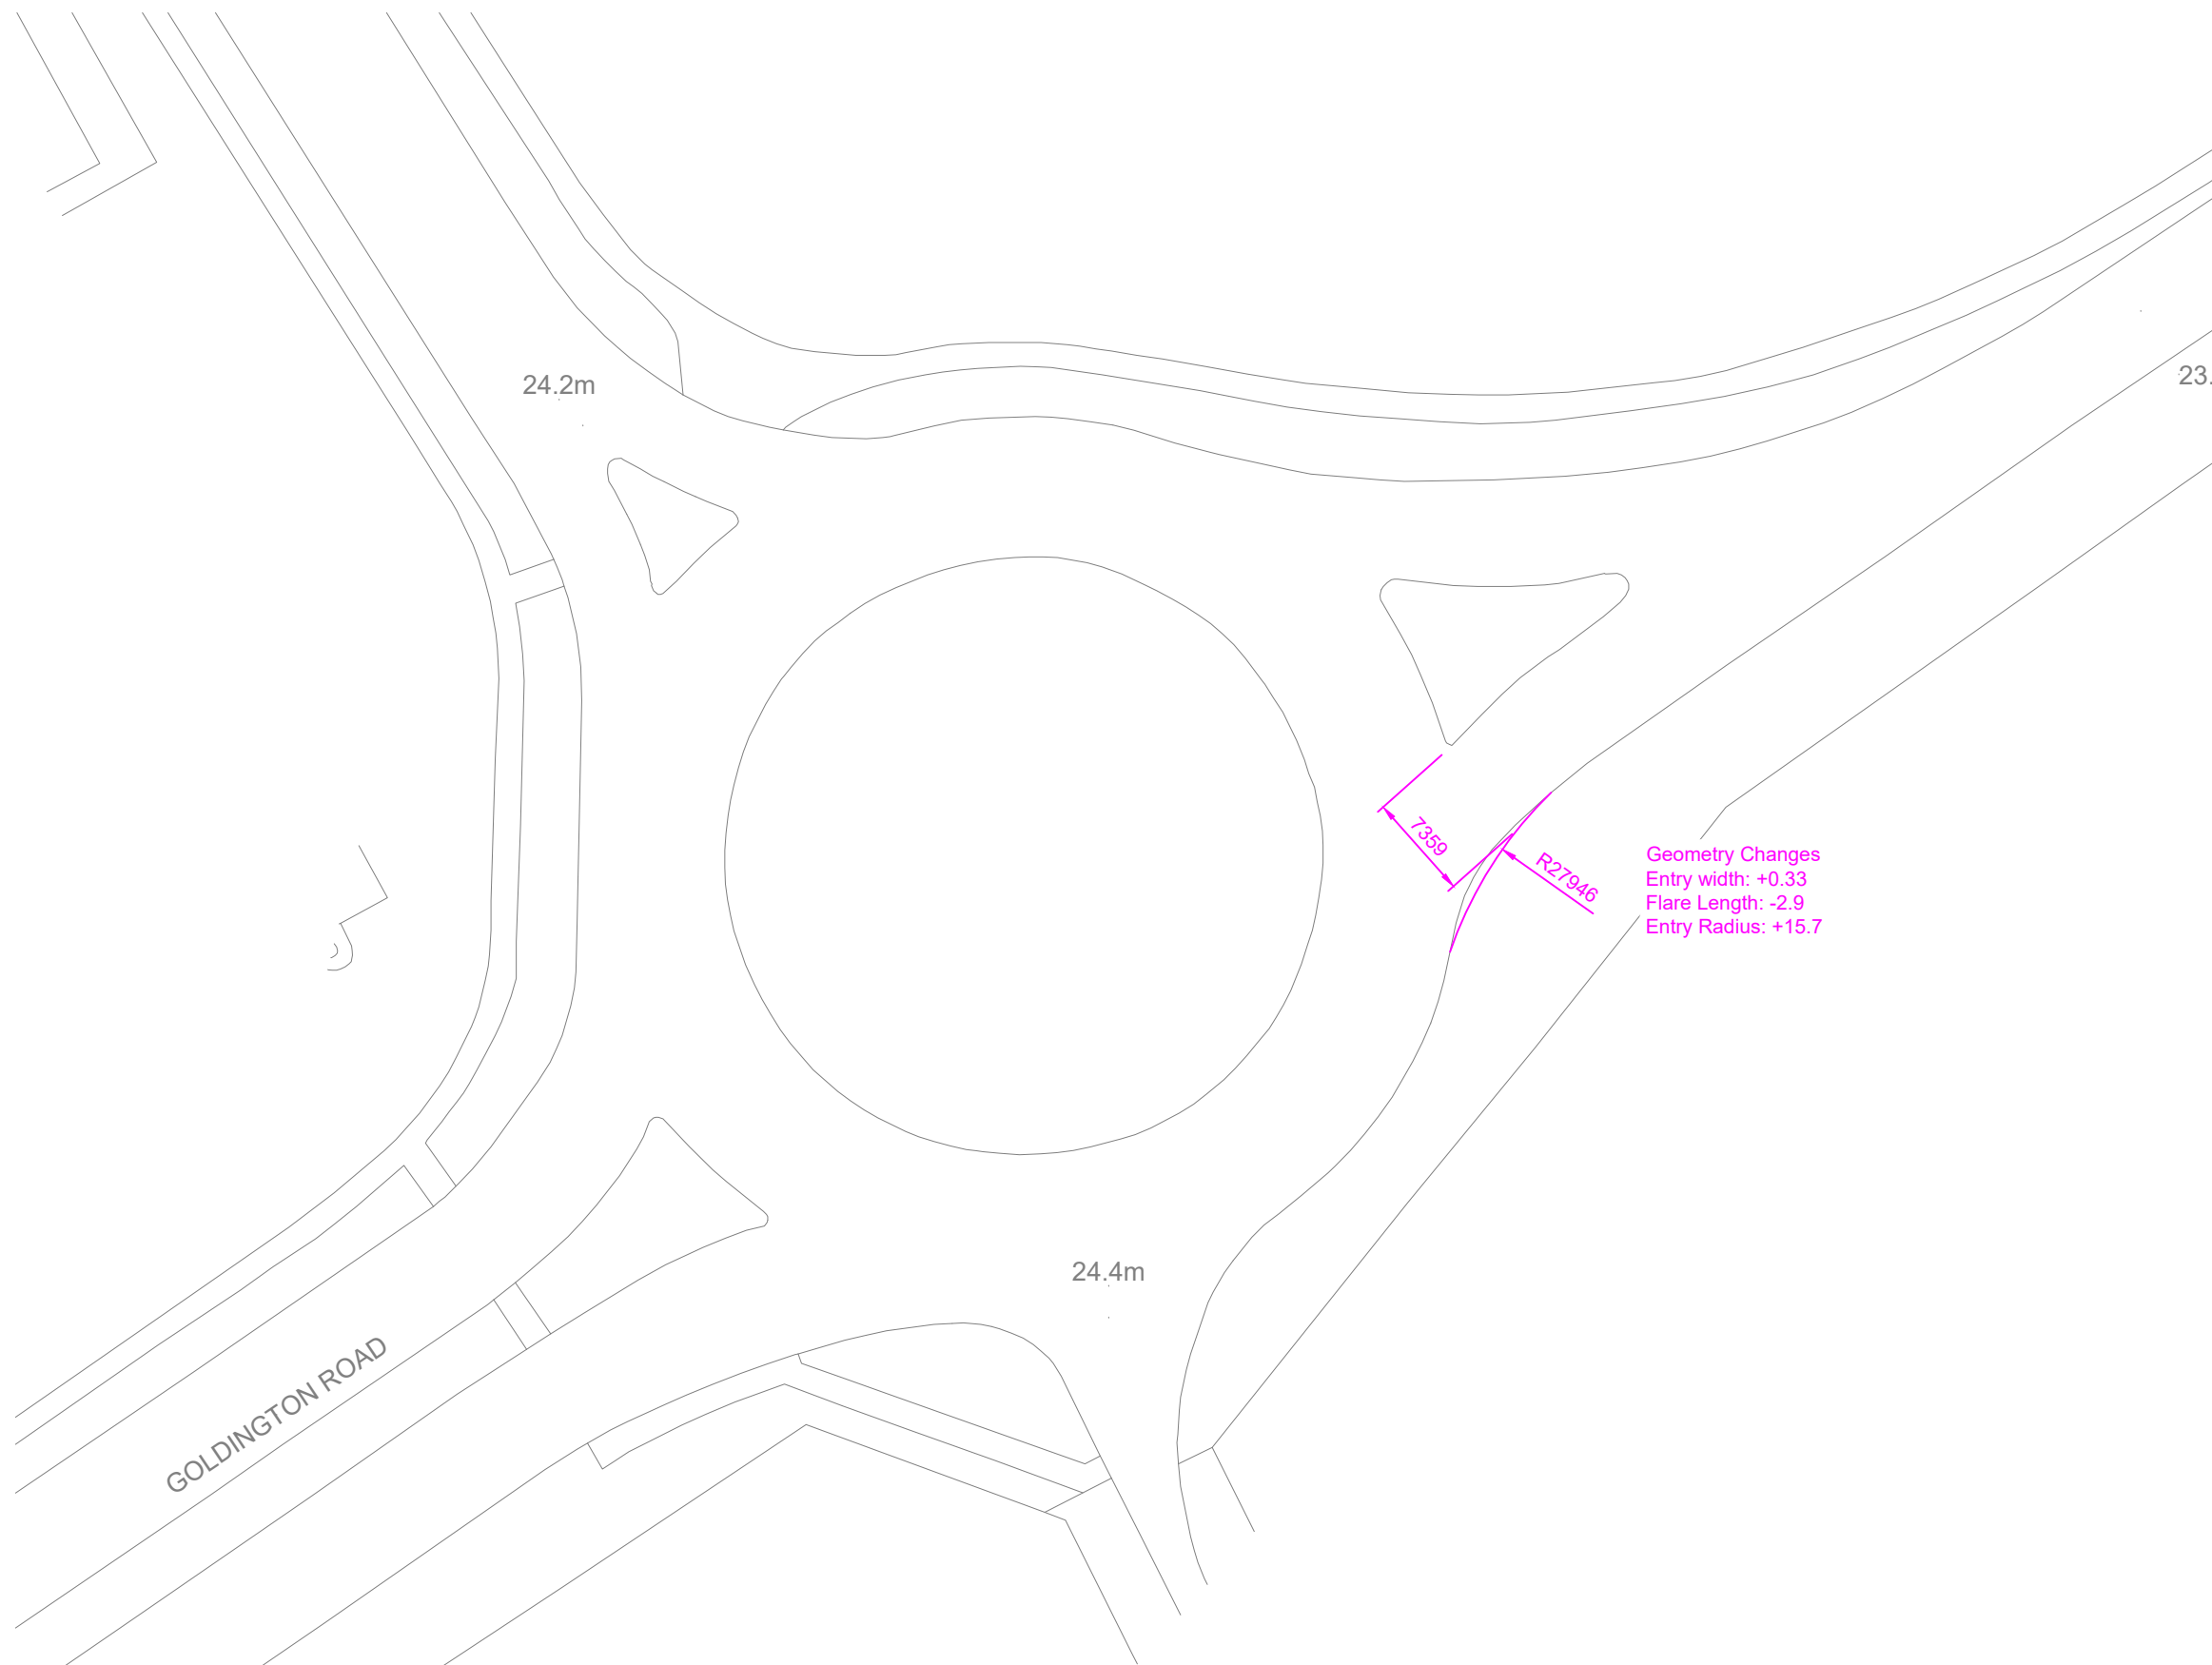 24.2m
23.
7359
R27946
Geometry Changes
Entry width: +0.33
Flare Length: -2.9
Entry Radius: +15.7
24.4m
GOLDINGTON ROAD